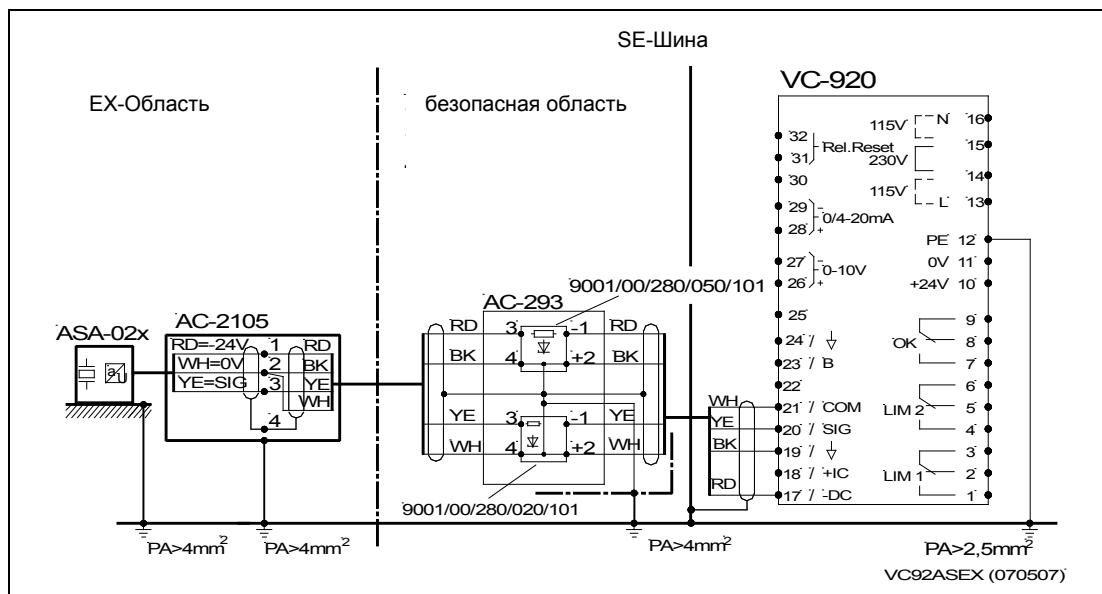 SE-Шина
EX-Область
безопасная область
VC-920
115V N 16
15
230V
14
115V L 13
PE 12
0V 11
+24V 10
9
OK 8
7
6
LIM 2 5
4
3
LIM 1 2
1
32
Rel.Reset
31
30
29 -
0/4-20mA
28 +
27 -
0-10V
26 +
25
24 /
23 / B
22
21 / COM
20 / SIG
19 /
18 / +IC
17 / -DC
WH
YE
BK
RD
9001/00/280/050/101
AC-293
RD 3 -1 RD
BK 4 +2 BK
YE 3 -1 YE
WH 4 +2 WH
9001/00/280/020/101
ASA-02x
a
U
AC-2105
RD=-24V 1 RD
WH=0V 2 BK
YE=SIG 3 YE
WH
4
PA>4mm²
PA>4mm²
PA>4mm²
PA>2,5mm²
VC92ASEX (070507)